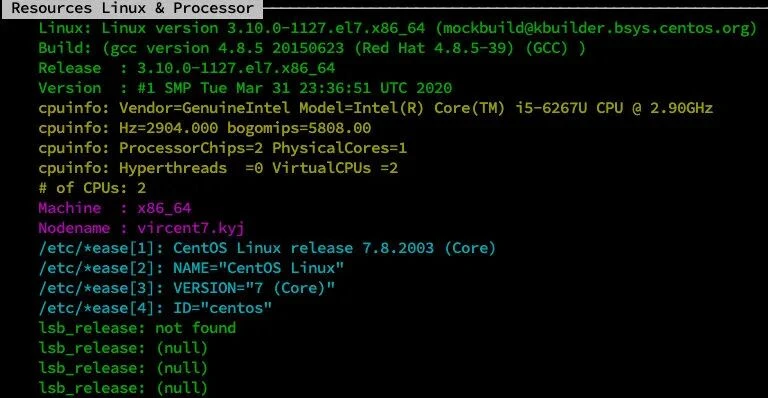 Resources Linux & Processor
Linux: Linux version 3.10.0-1127.el7.x86_64 (mockbuild@kbuilder.bsys.centos.org)
Build: (gcc version 4.8.5 20150623 (Red Hat 4.8.5-39) (GCC) )
Release  : 3.10.0-1127.el7.x86_64
Version  : #1 SMP Tue Mar 31 23:36:51 UTC 2020
cpuinfo: Vendor=GenuineIntel Model=Intel(R) Core(TM) i5-6267U CPU @ 2.90GHz
cpuinfo: Hz=2904.000 bogomips=5808.00
cpuinfo: ProcessorChips=2 PhysicalCores=1
cpuinfo: Hyperthreads  =0 VirtualCPUs =2
# of CPUs: 2
Machine  : x86_64
Nodename : vircent7.kyj
/etc/*ease[1]: CentOS Linux release 7.8.2003 (Core)
/etc/*ease[2]: NAME="CentOS Linux"
/etc/*ease[3]: VERSION="7 (Core)"
/etc/*ease[4]: ID="centos"
lsb_release: not found
lsb_release: (null)
lsb_release: (null)
lsb_release: (null)